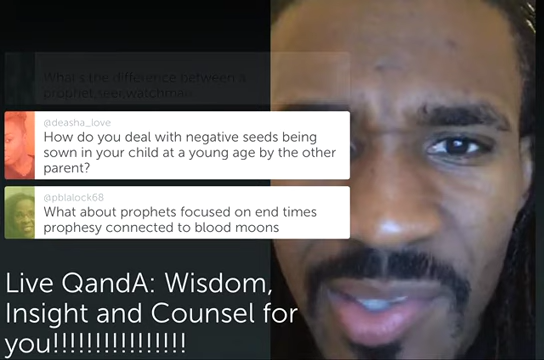 What's the difference between a
prophet,seer,watchman
@deasha_love
How do you deal with negative seeds being
sown in your child at a young age by the other
parent?
@pblalock68
What about prophets focused on end times
prophesy connected to blood moons
Live QandA: Wisdom,
Insight and Counsel for
you!!!!!!!!!!!!!!!!